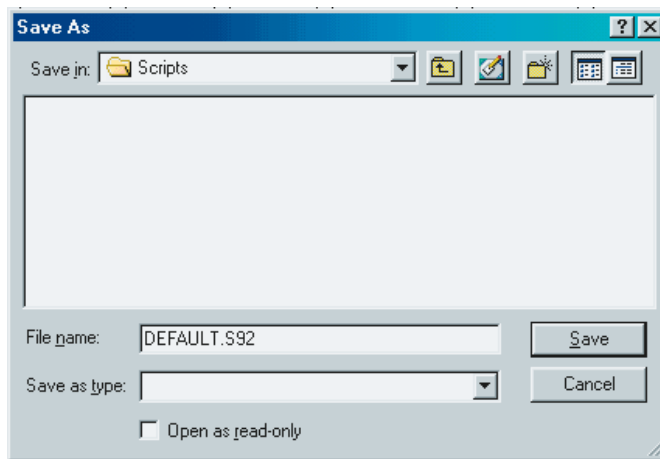 Save As
Save in: Scripts
File name: DEFAULT.S92
Save
Save as type:
Cancel
Open as read-only